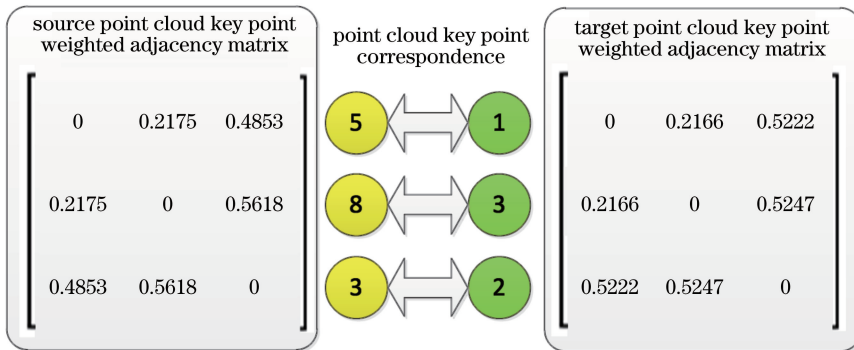 source point cloud key point
weighted adjacency matrix
0 0.2175 0.4853
0.2175 0 0.5618
0.4853 0.5618 0
point cloud key point
correspondence
5 1
8 3
3 2
target point cloud key point
weighted adjacency matrix
0 0.2166 0.5222
0.2166 0 0.5247
0.5222 0.5247 0